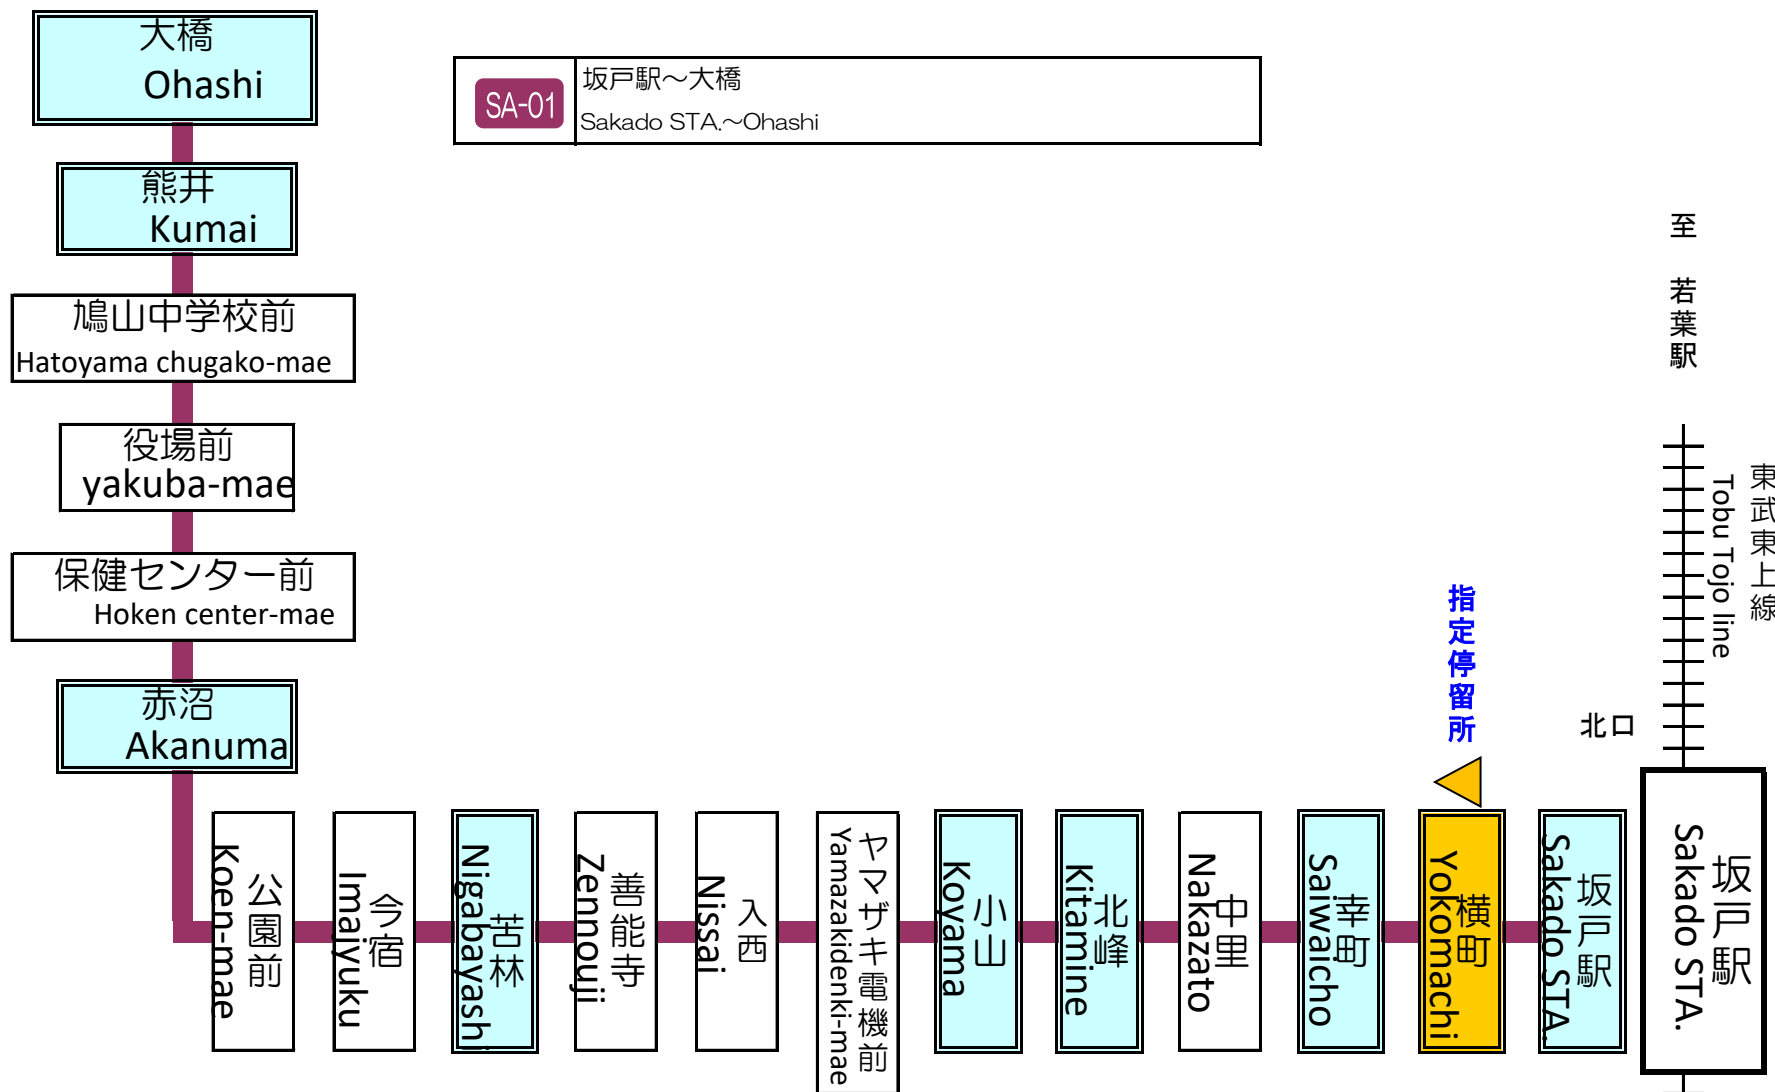 大橋
Ohashi
SA-01
坂戸駅～大橋
Sakado STA.～Ohashi
熊井
Kumai
鳩山中学校前
Hatoyama chugako-mae
役場前
yakuba-mae
保健センター前
Hoken center-mae
赤沼
Akanuma
公園前
Koen-mae
今宿
Imajyuku
苦林
Nigabayashi
善能寺
Zennouji
入西
Nissai
ヤマザキ電機前
Yamazakidenki-mae
小山
Koyama
北峰
Kitamine
中里
Nakazato
幸町
Saiwaicho
指定停留所
横町
Yokomachi
坂戸駅
Sakado STA.
北口
至 若葉駅
東武東上線
Tobu Tojo line
坂戸駅
Sakado STA.